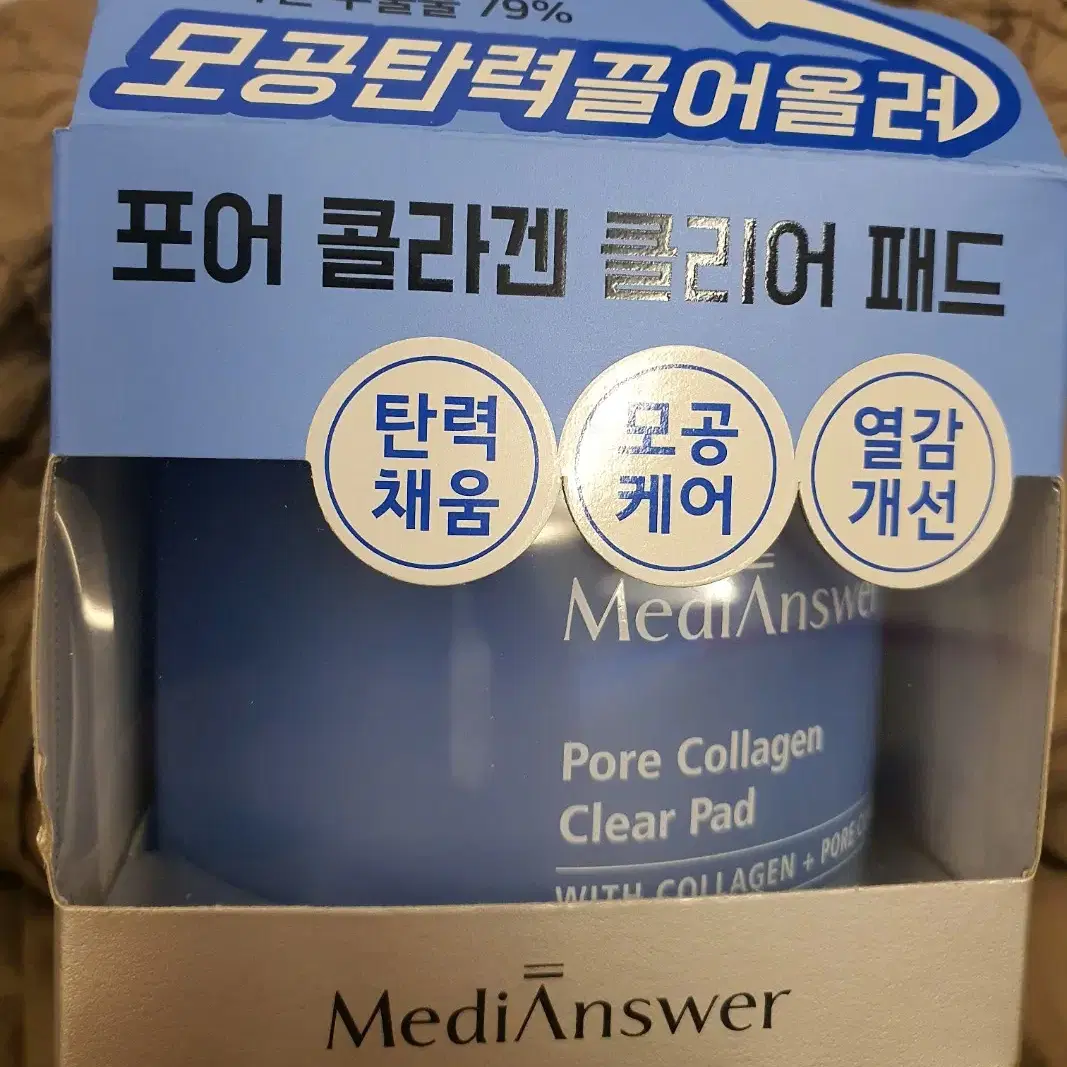 79%
모공탄력끌어올려
포어 콜라겐 클리어 패드
탄력
채움
모공
케어
열감
개선
MediAnswer
Pore Collagen
Clear Pad
WITH COLLAGEN + PORE
MediAnswer